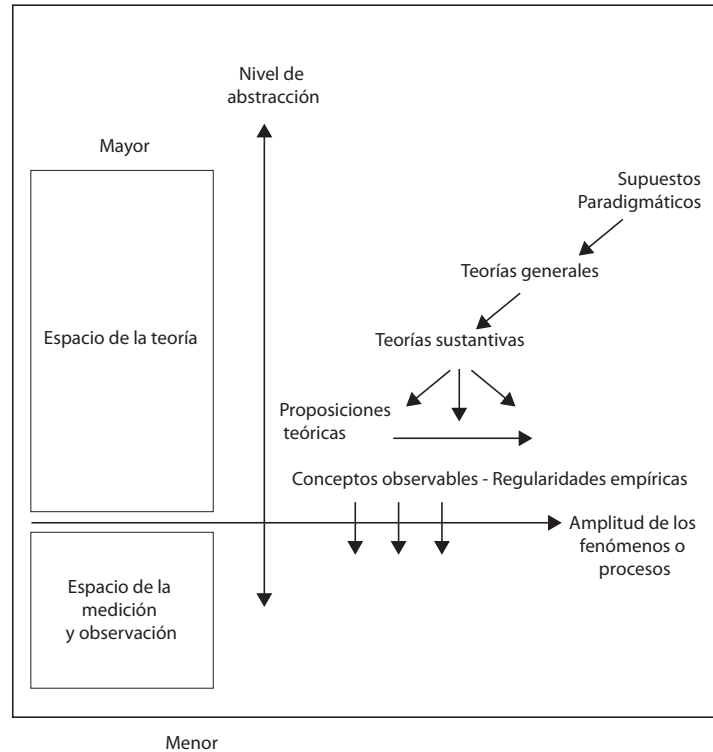 Nivel de
abstracción
Mayor
Supuestos
Paradigmáticos
Teorías generales
Espacio de la teoría
Teorías sustantivas
Proposiciones
teóricas
Conceptos observables - Regularidades empíricas
Amplitud de los
fenómenos o
procesos
Espacio de la
medición
y observación
Menor